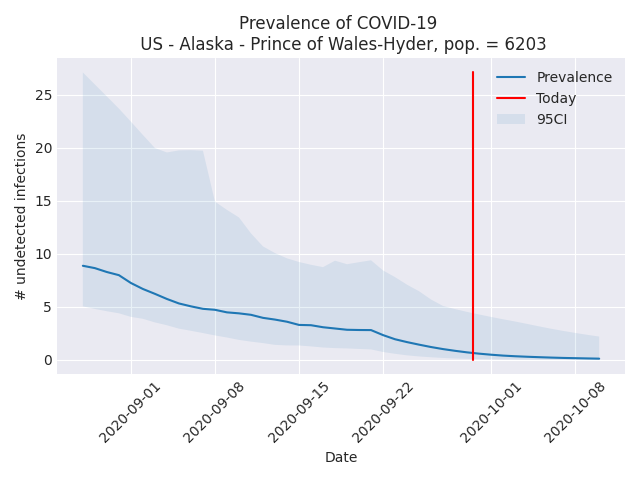 Prevalence of COVID-19
US - Alaska - Prince of Wales-Hyder, pop. = 6203
Prevalence
Today
95CI
# undetected infections
25
20
15
10
5
0
2020-09-01
2020-09-08
2020-09-15
2020-09-22
2020-10-01
2020-10-08
Date